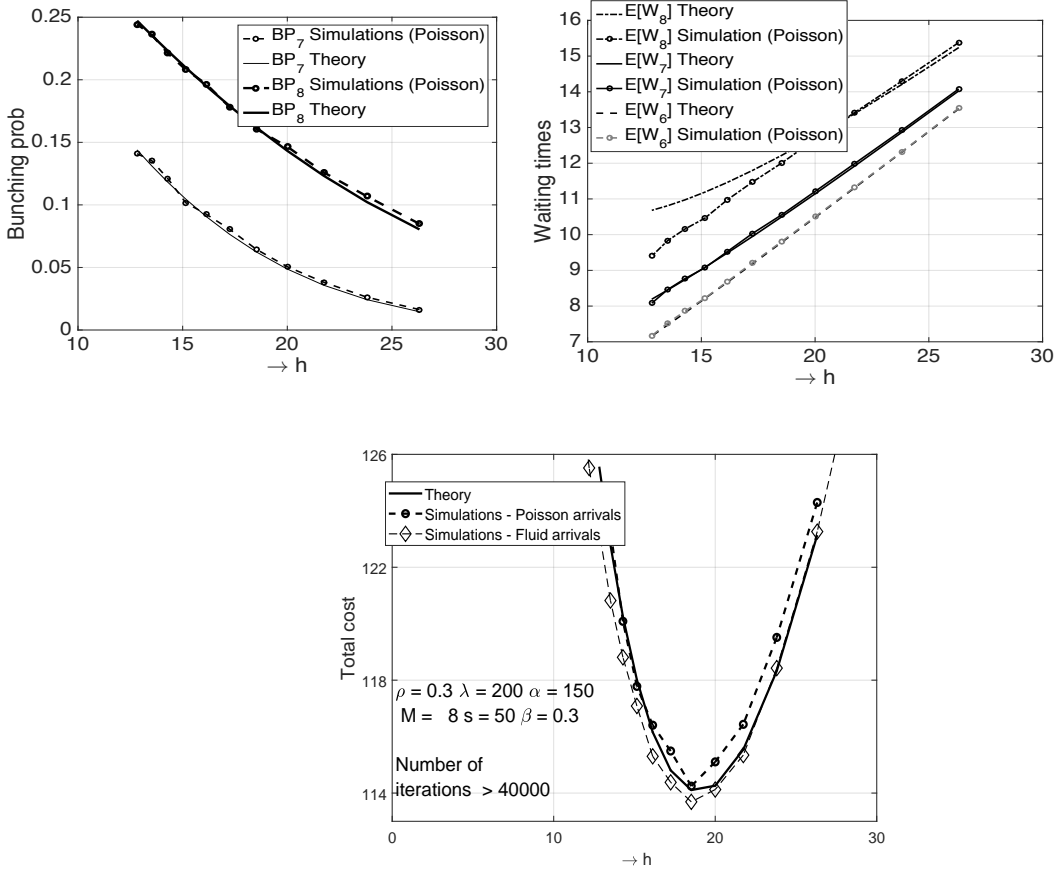 0.25
0.2
0.15
0.1
0.05
0
Bunching prob
BP7 Simulations (Poisson)
BP7 Theory
BP8 Simulations (Poisson)
BP8 Theory
10 15 20 25 30
→ h
16
15
14
13
12
11
10
9
8
7
Waiting times
E[W8] Theory
E[W8] Simulation (Poisson)
E[W7] Theory
E[W7] Simulation (Poisson)
E[W6] Theory
E[W6] Simulation (Poisson)
10 15 20 25 30
→ h
126
122
118
114
Total cost
Theory
Simulations - Poisson arrivals
Simulations - Fluid arrivals
ρ = 0.3 λ = 200 α = 150
M = 8 s = 50 β = 0.3
Number of
iterations > 40000
0 10 20 30
→ h